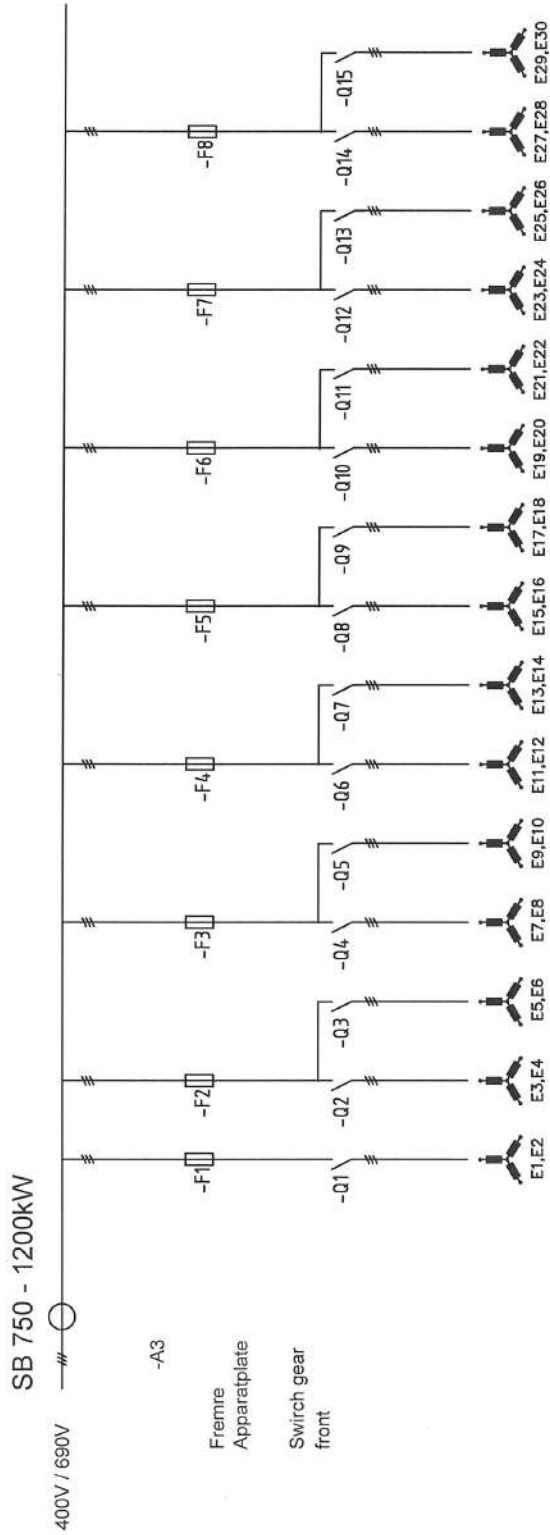 SB 750 - 1200kW
400V / 690V
-A3
Fremre
Apparatplate
Swirch gear
front
-F1
-F2
-F3
-F4
-F5
-F6
-F7
-F8
-Q1
-Q2
-Q3
-Q4
-Q5
-Q6
-Q7
-Q8
-Q9
-Q10
-Q11
-Q12
-Q13
-Q14
-Q15
E1,E2
E3,E4
E5,E6
E7,E8
E9,E10
E11,E12
E13,E14
E15,E16
E17,E18
E19,E20
E21,E22
E23,E24
E25,E26
E27,E28
E29,E30